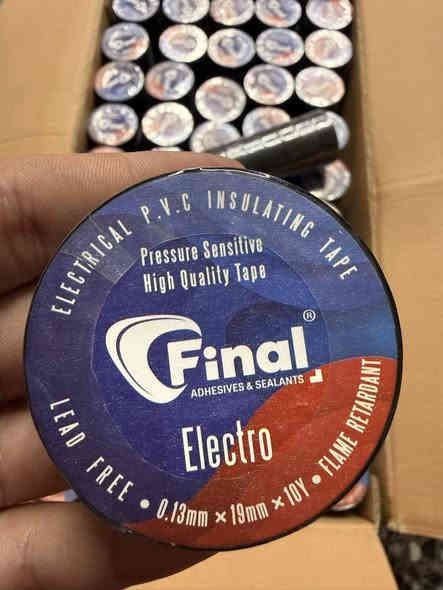 ELECTRICAL P.V.C INSULATING TAPE
Pressure Sensitive
High Quality Tape
Final®
ADHESIVES & SEALANTS
Electro
LEAD FREE • 0.13mm × 19mm × 10Y • FLAME RETARDANT